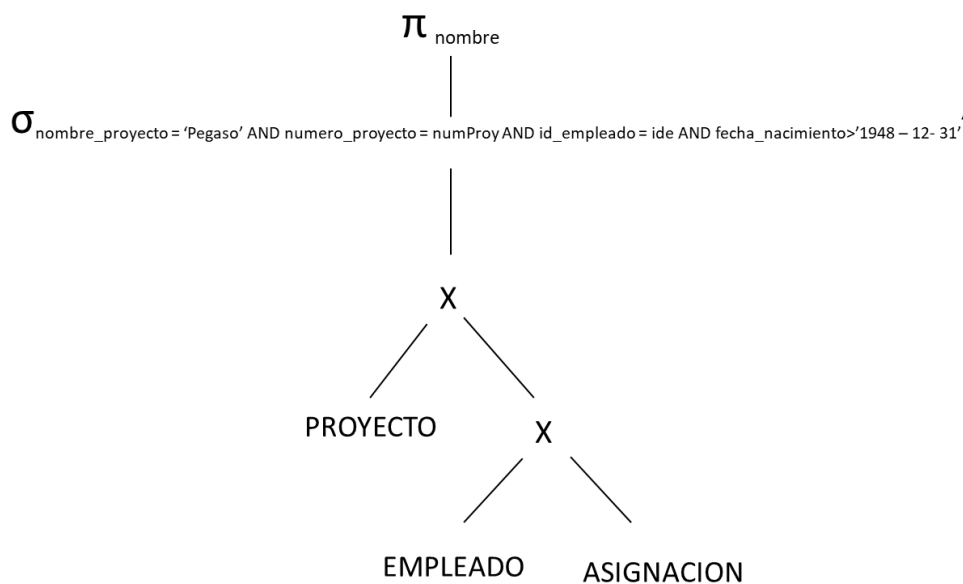 π nombre
σ nombre_proyecto = ‘Pegaso’ AND numero_proyecto = numProy AND id_empleado = ide AND fecha_nacimiento>’1948 – 12- 31’
X
PROYECTO
X
EMPLEADO
ASIGNACION